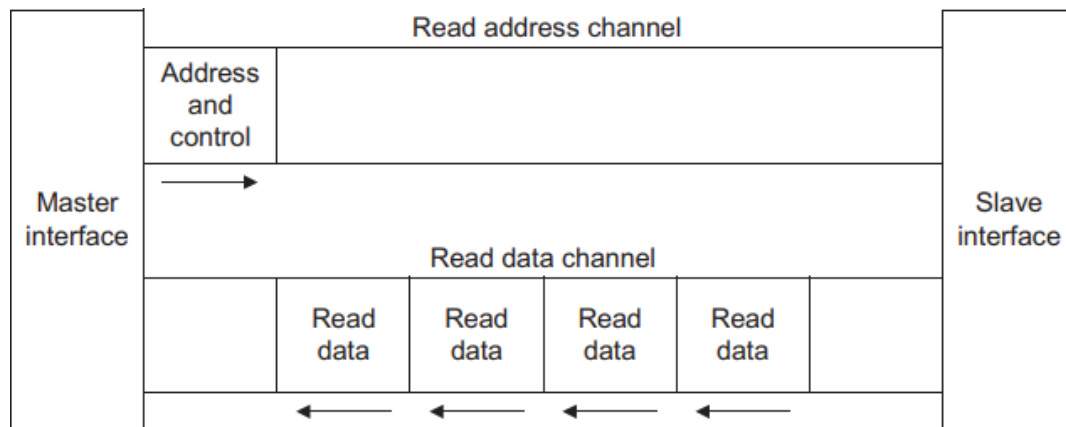 Read address channel
Address
and
control
Master
interface
Slave
interface
Read data channel
Read
data
Read
data
Read
data
Read
data